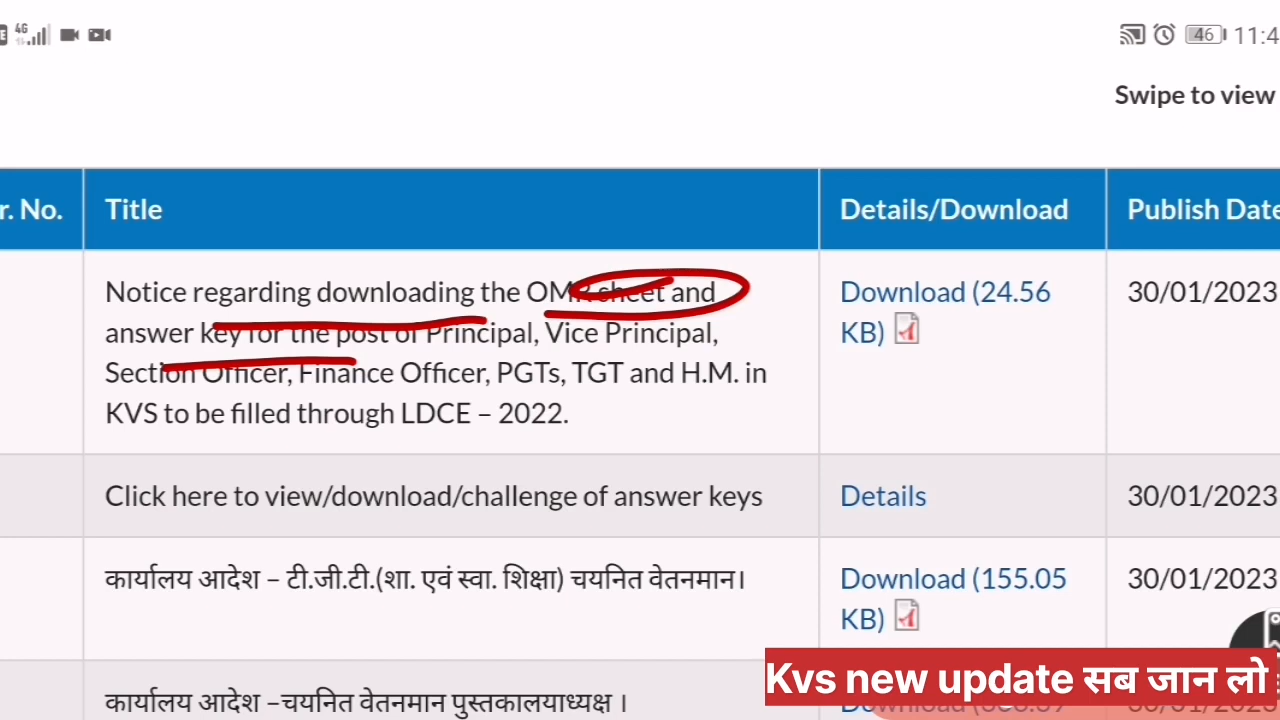 4G 46 11:4
Swipe to view
r. No. Title Details/Download Publish Date
Notice regarding downloading the OMR sheet and Download (24.56 30/01/2023
answer key for the post of Principal, Vice Principal, KB)
Section Officer, Finance Officer, PGTs, TGT and H.M. in
KVS to be filled through LDCE – 2022.
Click here to view/download/challenge of answer keys Details 30/01/2023
कार्यालय आदेश – टी.जी.टी.(शा. एवं स्वा. शिक्षा) चयनित वेतनमान। Download (155.05 30/01/2023
KB)
Kvs new update सब जान लो
कार्यालय आदेश –चयनित वेतनमान पुस्तकालयाध्यक्ष ।